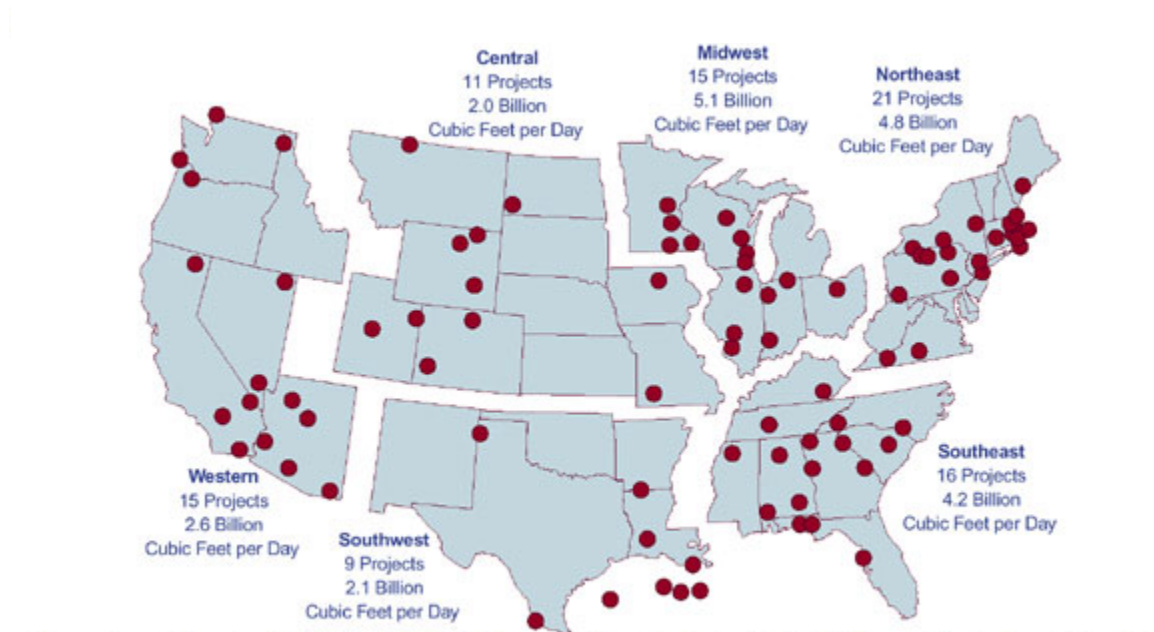 Central
11 Projects
2.0 Billion
Cubic Feet per Day
Midwest
15 Projects
5.1 Billion
Cubic Feet per Day
Northeast
21 Projects
4.8 Billion
Cubic Feet per Day
Western
15 Projects
2.6 Billion
Cubic Feet per Day
Southwest
9 Projects
2.1 Billion
Cubic Feet per Day
Southeast
16 Projects
4.2 Billion
Cubic Feet per Day